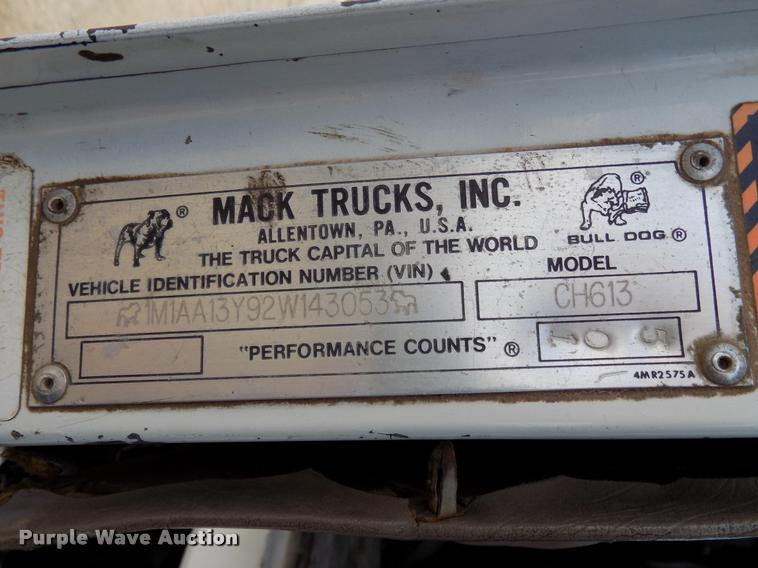 MACK TRUCKS, INC.
ALLENTOWN, PA., U.S.A.
THE TRUCK CAPITAL OF THE WORLD
BULL DOG ®
VEHICLE IDENTIFICATION NUMBER (VIN)
MODEL
1M1AA13Y92W143053
CH613
"PERFORMANCE COUNTS" ®
4MR2575A
Purple Wave Auction